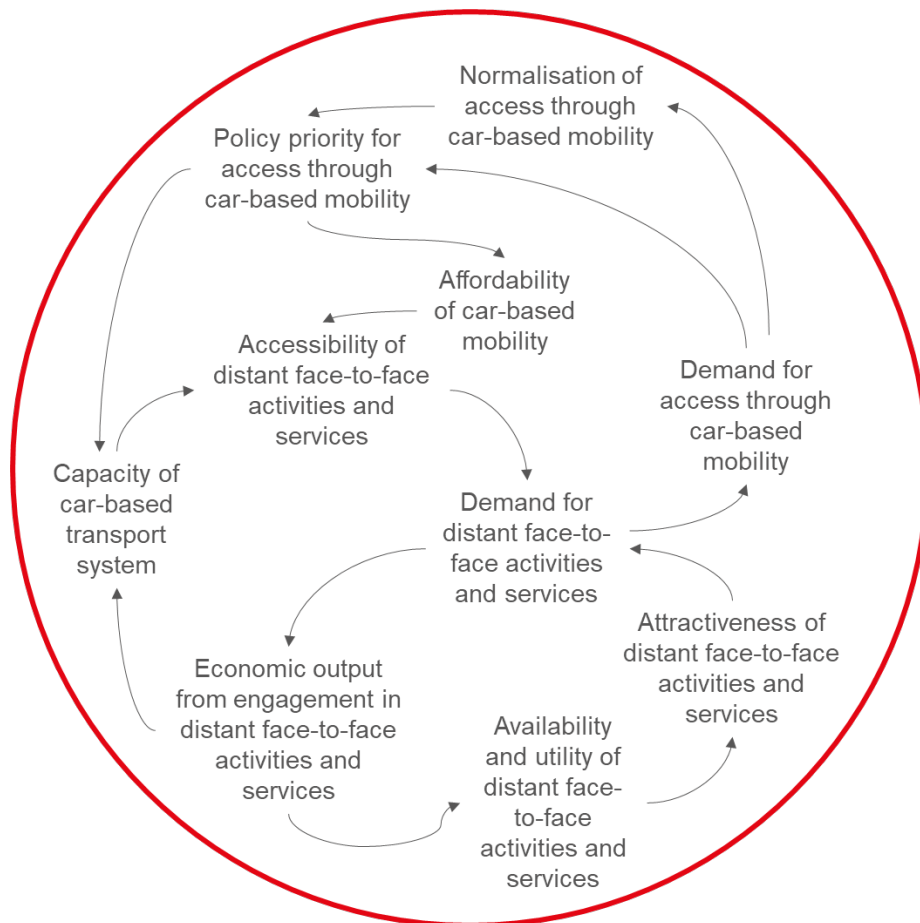 Normalisation of
access through
car-based mobility
Policy priority for
access through
car-based mobility
Affordability
of car-based
mobility
Accessibility of
distant face-to-face
activities and
services
Demand for
access through
car-based
mobility
Capacity of
car-based
transport
system
Demand for
distant face-to-
face activities
and services
Attractiveness of
distant face-to-face
activities and
services
Economic output
from engagement in
distant face-to-face
activities and
services
Availability
and utility of
distant face-
to-face
activities and
services